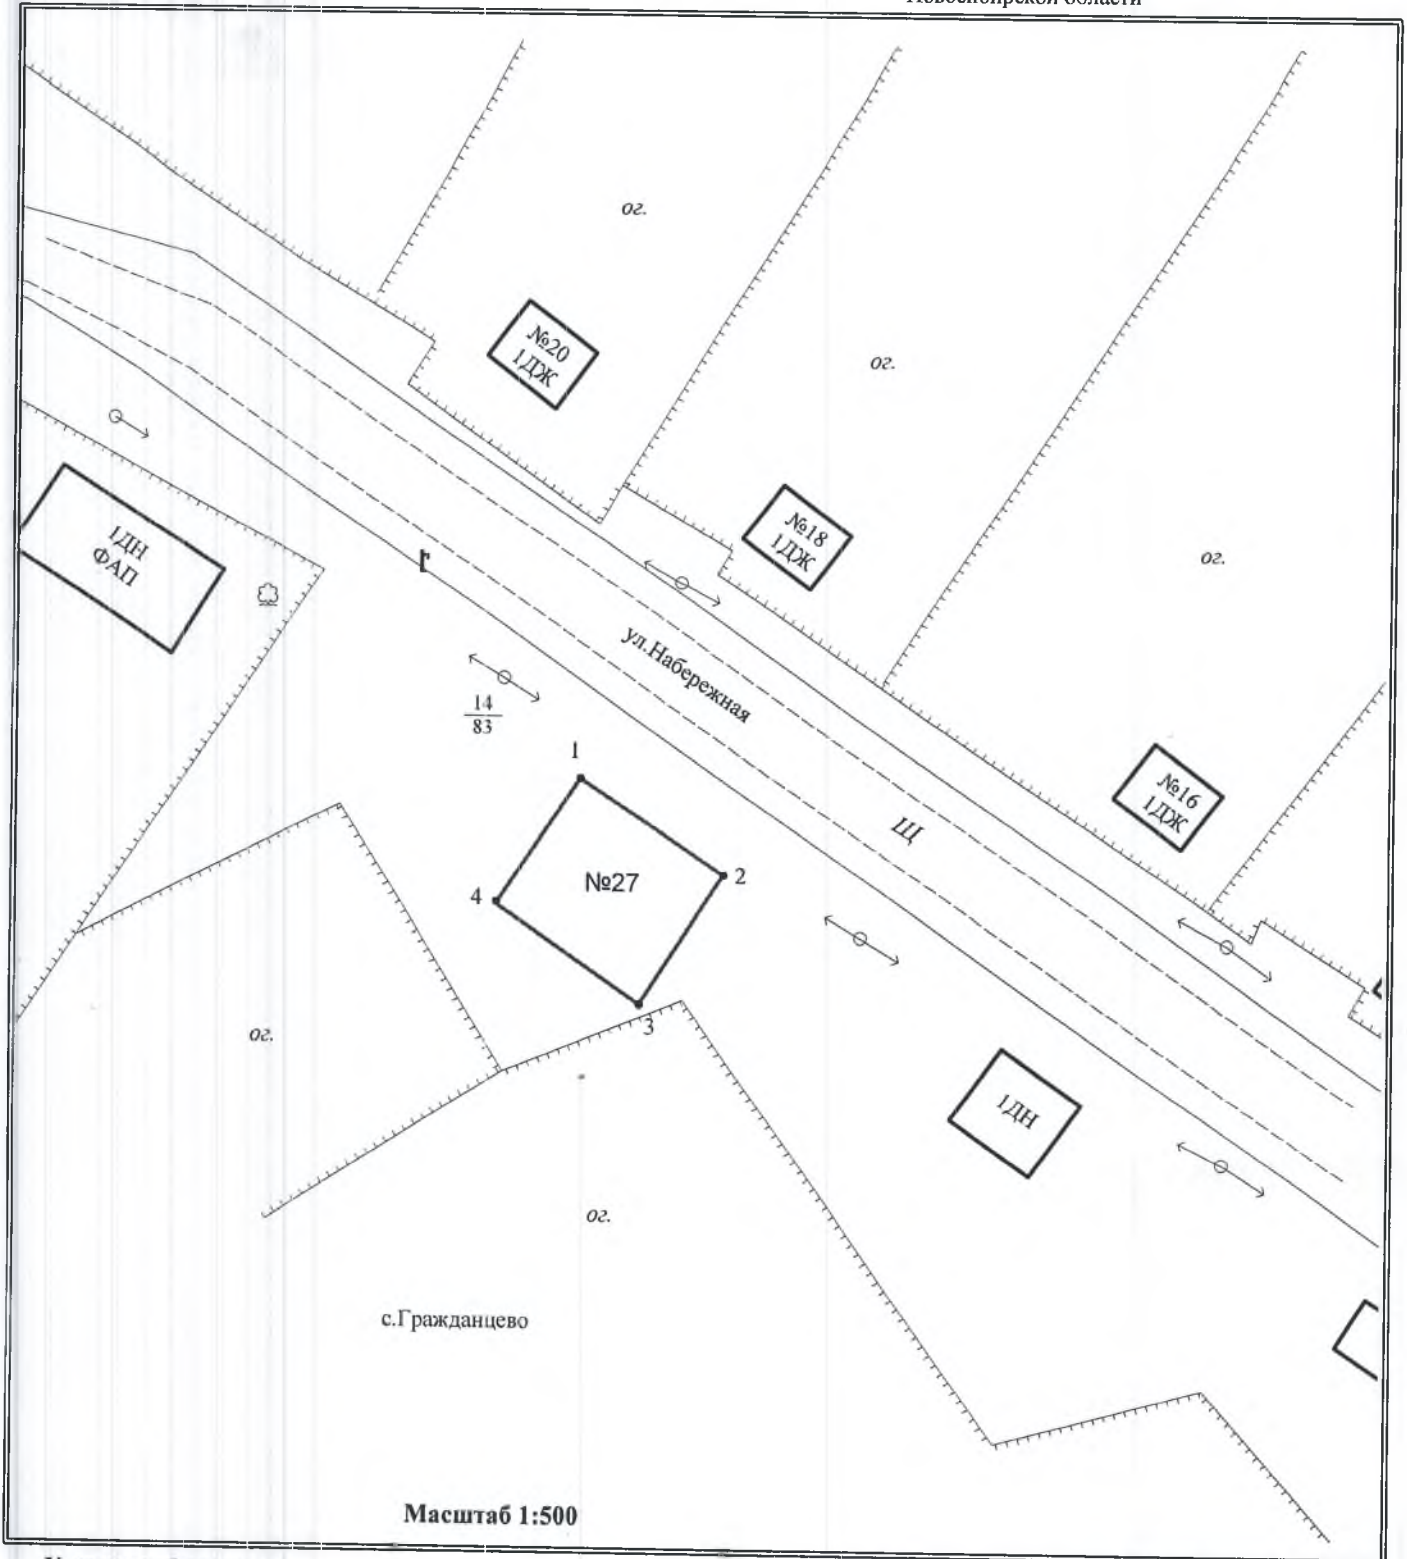 Новосибирской области
ог.
№20
1ДЖ
ог.
№18
1ДЖ
ог.
1ДН
ФАП
ул.Набережная
14
83
1
№16
1ДЖ
Щ
2
№27
4
3
ог.
1ДН
ог.
с.Гражданцево
Масштаб 1:500